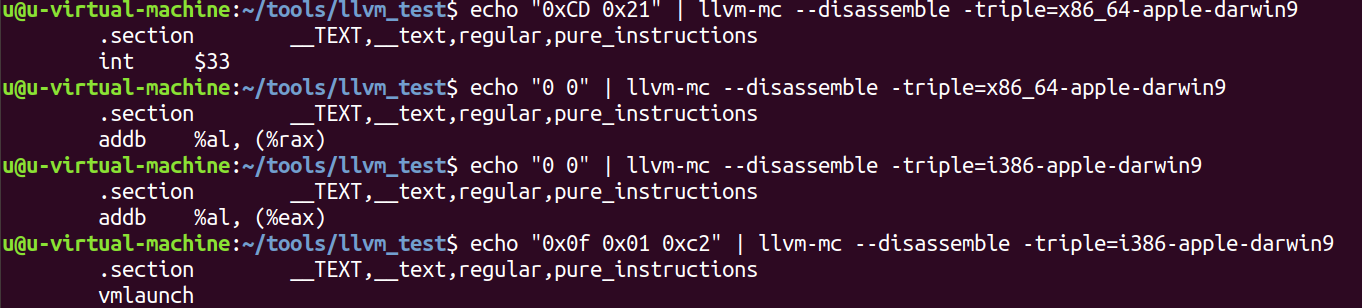 u@u-virtual-machine:~/tools/llvm_test$ echo "0xCD 0x21" | llvm-mc --disassemble -triple=x86_64-apple-darwin9
.section __TEXT,__text,regular,pure_instructions
int $33
u@u-virtual-machine:~/tools/llvm_test$ echo "0 0" | llvm-mc --disassemble -triple=x86_64-apple-darwin9
.section __TEXT,__text,regular,pure_instructions
addb %al, (%rax)
u@u-virtual-machine:~/tools/llvm_test$ echo "0 0" | llvm-mc --disassemble -triple=i386-apple-darwin9
.section __TEXT,__text,regular,pure_instructions
addb %al, (%eax)
u@u-virtual-machine:~/tools/llvm_test$ echo "0x0f 0x01 0xc2" | llvm-mc --disassemble -triple=i386-apple-darwin9
.section __TEXT,__text,regular,pure_instructions
vmlaunch